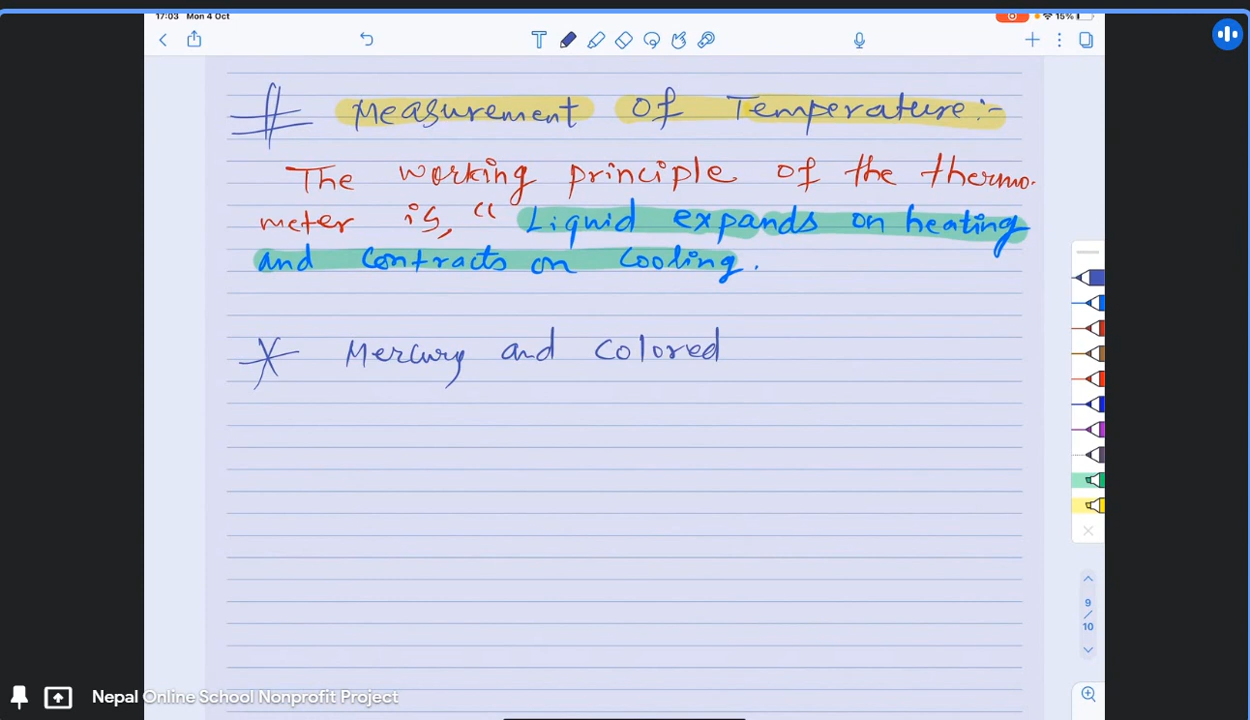 17:03 Mon 4 Oct
15%
# Measurement of Temperature:-
The working principle of the thermo-
meter is, " Liquid expands on heating
and contracts on cooling.
* Mercury and colored
9
/
10
Nepal Online School Nonprofit Project